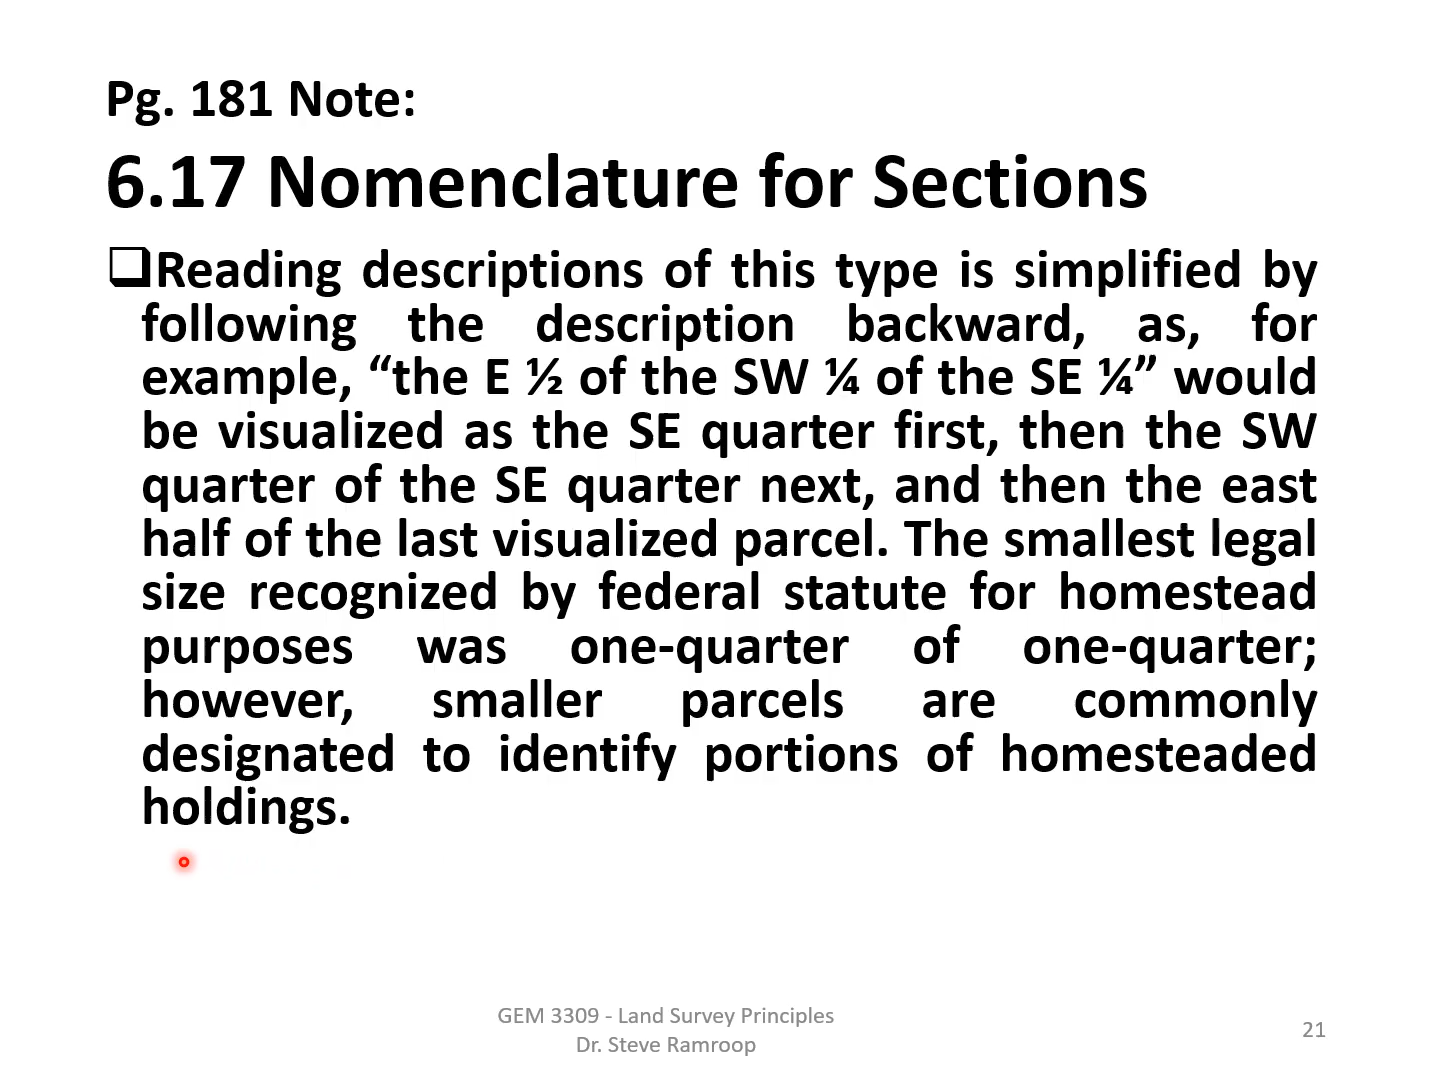 Pg. 181 Note:
6.17 Nomenclature for Sections
Reading descriptions of this type is simplified by
following the description backward, as, for
example, “the E ½ of the SW ¼ of the SE ¼” would
be visualized as the SE quarter first, then the SW
quarter of the SE quarter next, and then the east
half of the last visualized parcel. The smallest legal
size recognized by federal statute for homestead
purposes was one-quarter of one-quarter;
however, smaller parcels are commonly
designated to identify portions of homesteaded
holdings.
GEM 3309 - Land Survey Principles
Dr. Steve Ramroop
21